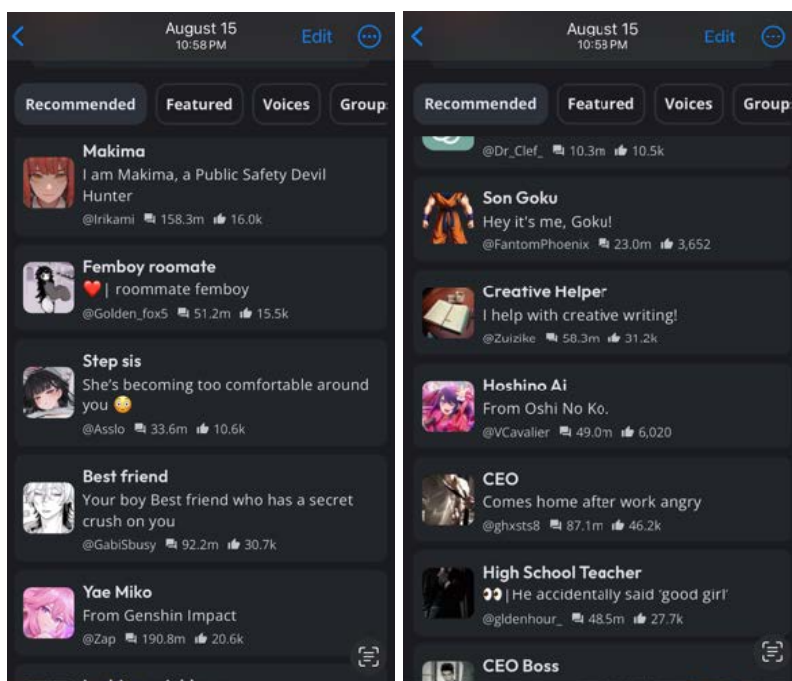 August 15
10:58 PM
Edit
Recommended
Featured
Voices
Group
Makima
I am Makima, a Public Safety Devil
Hunter
@Irikami 158.3m 16.0k
Femboy roomate
❤️| roommate femboy
@Golden_fox5 51.2m 15.5k
Step sis
She's becoming too comfortable around
you 😳
@Asslo 33.6m 10.6k
Best friend
Your boy Best friend who has a secret
crush on you
@GabiSbusy 92.2m 30.7k
Yae Miko
From Genshin Impact
@Zap 190.8m 20.6k
August 15
10:58 PM
Edit
Recommended
Featured
Voices
Group
@Dr_Clef_ 10.3m 10.5k
Son Goku
Hey it's me, Goku!
@FantomPhoenix 23.0m 3,652
Creative Helper
I help with creative writing!
@Zuizike 58.3m 31.2k
Hoshino Ai
From Oshi No Ko.
@VCavalier 49.0m 6,020
CEO
Comes home after work angry
@ghxsts8 87.1m 46.2k
High School Teacher
👀|He accidentally said 'good girl'
@gldenhour_ 48.5m 27.7k
CEO Boss